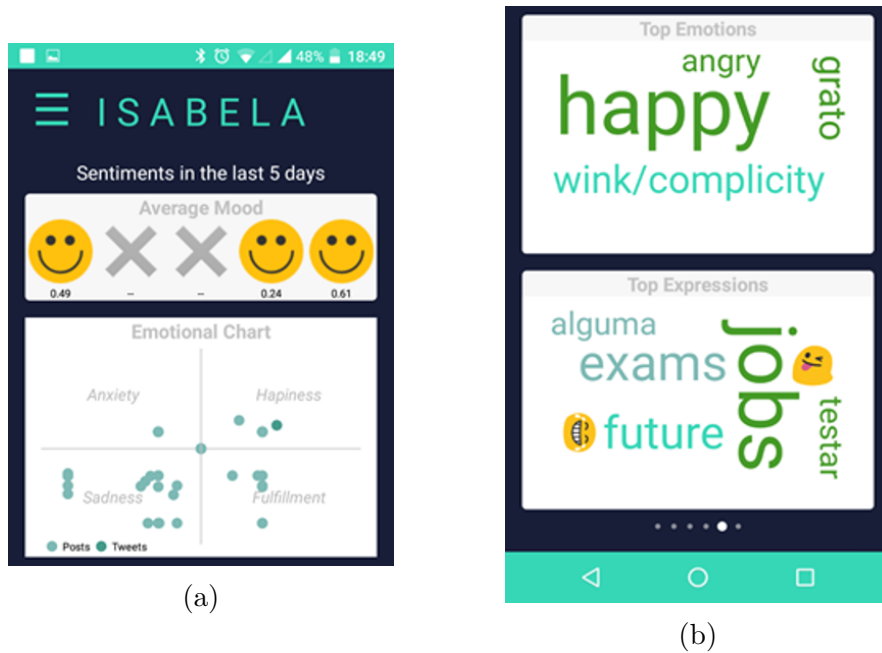 48% 18:49
ISABELA
Sentiments in the last 5 days
Average Mood
0.49 -- -- 0.24 0.61
Emotional Chart
Anxiety Hapiness
Sadness Fulfillment
Posts Tweets
(a)
Top Emotions
angry
happy
grato
wink/complicity
Top Expressions
alguma
exams
jobs
future
testar
(b)